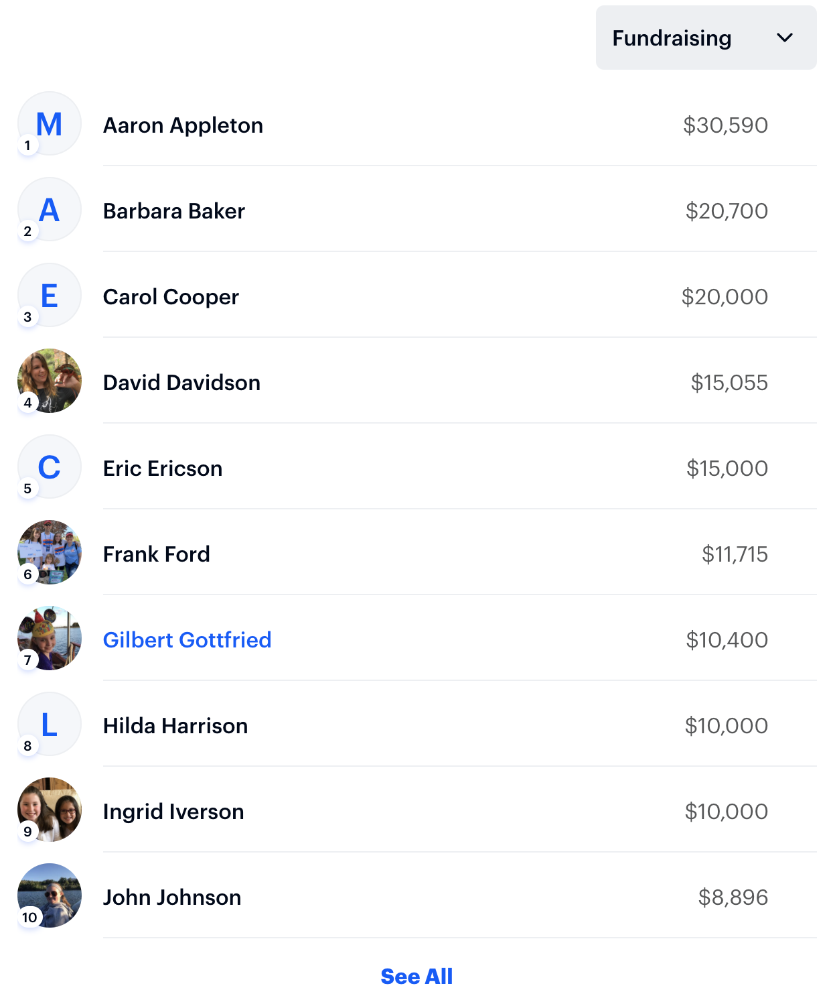 Fundraising
M
1
Aaron Appleton $30,590
A
2
Barbara Baker $20,700
E
3
Carol Cooper $20,000
4
David Davidson $15,055
C
5
Eric Ericson $15,000
6
Frank Ford $11,715
7
Gilbert Gottfried $10,400
L
8
Hilda Harrison $10,000
9
Ingrid Iverson $10,000
10
John Johnson $8,896
See All